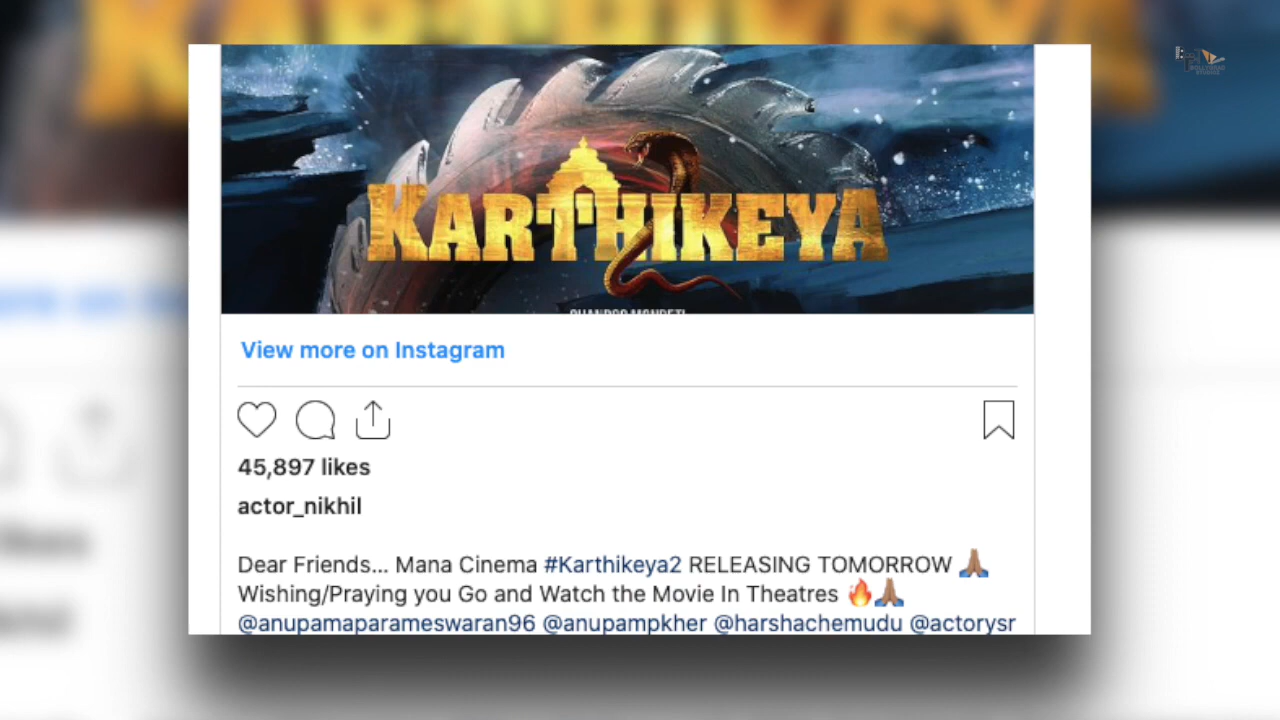 KARTHIKEYA
View more on Instagram
45,897 likes
actor_nikhil
Dear Friends... Mana Cinema #Karthikeya2 RELEASING TOMORROW 🙏🏽
Wishing/Praying you Go and Watch the Movie In Theatres 🔥🙏🏽
@anupamaparameswaran96 @anupampkher @harshachemudu @actorysr